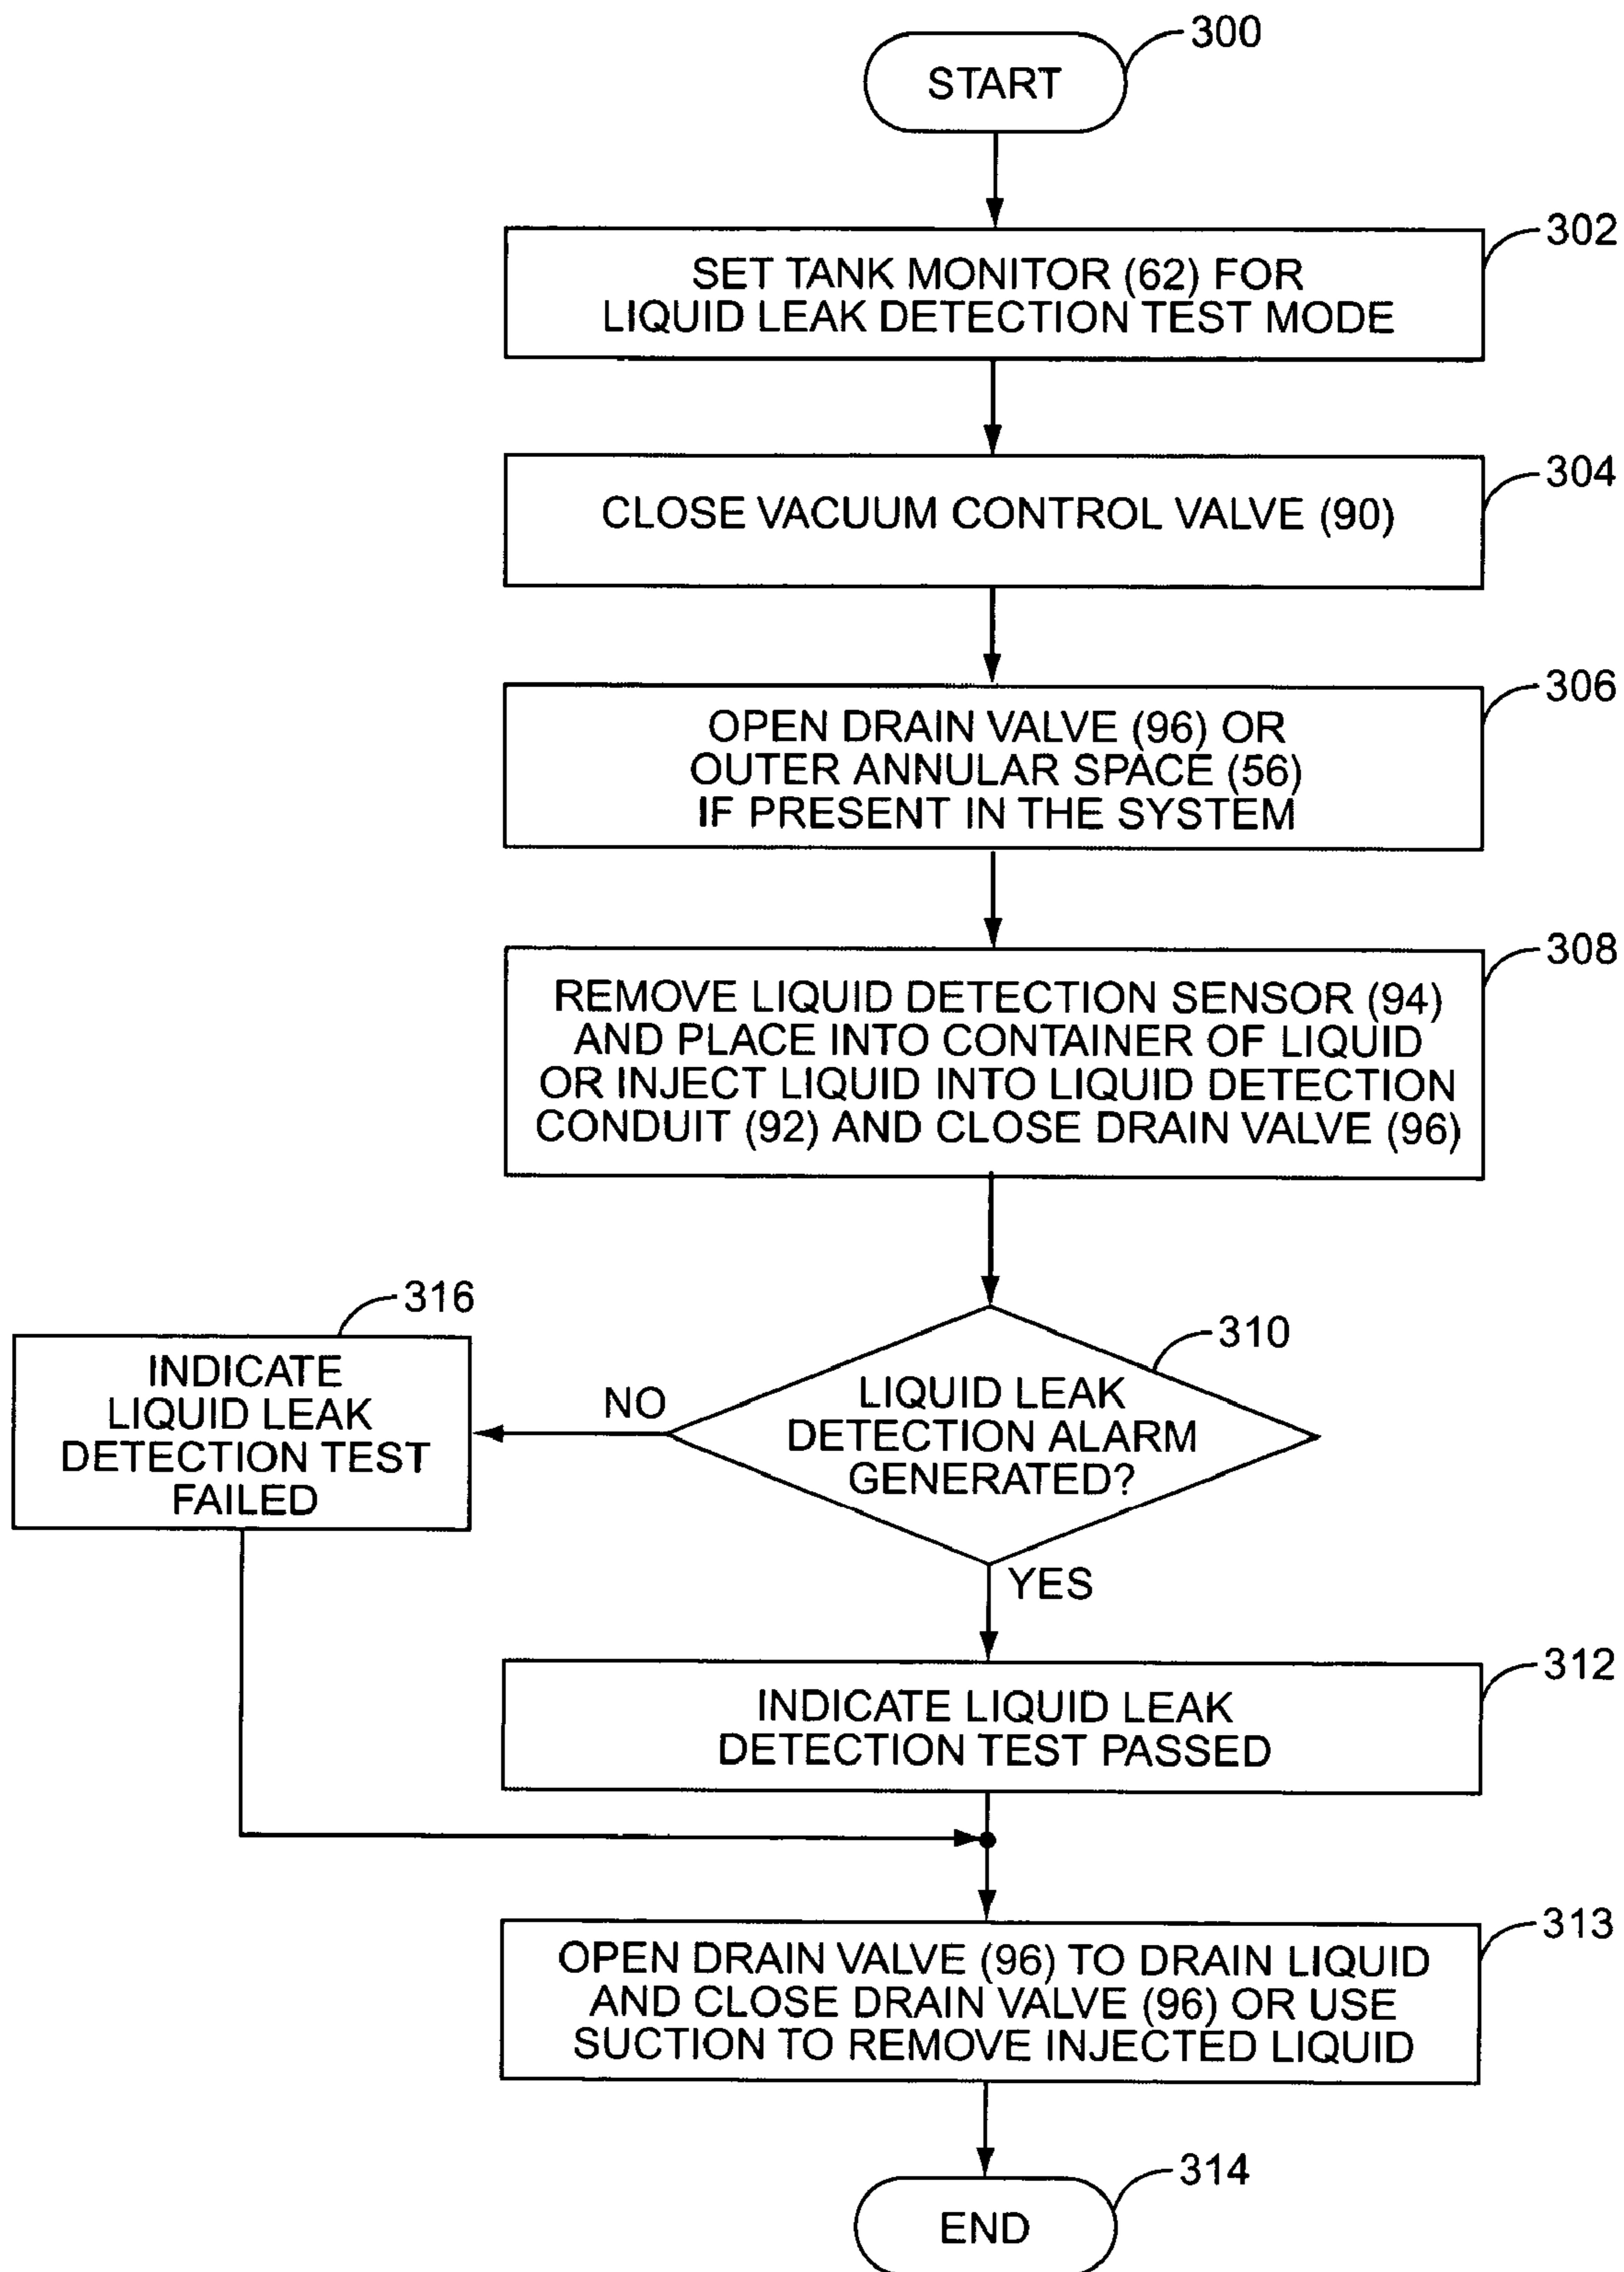 300
START
302
SET TANK MONITOR (62) FOR
LIQUID LEAK DETECTION TEST MODE
304
CLOSE VACUUM CONTROL VALVE (90)
306
OPEN DRAIN VALVE (96) OR
OUTER ANNULAR SPACE (56)
IF PRESENT IN THE SYSTEM
308
REMOVE LIQUID DETECTION SENSOR (94)
AND PLACE INTO CONTAINER OF LIQUID
OR INJECT LIQUID INTO LIQUID DETECTION
CONDUIT (92) AND CLOSE DRAIN VALVE (96)
310
LIQUID LEAK
DETECTION ALARM
GENERATED?
NO
316
INDICATE
LIQUID LEAK
DETECTION TEST
FAILED
YES
312
INDICATE LIQUID LEAK
DETECTION TEST PASSED
313
OPEN DRAIN VALVE (96) TO DRAIN LIQUID
AND CLOSE DRAIN VALVE (96) OR USE
SUCTION TO REMOVE INJECTED LIQUID
314
END